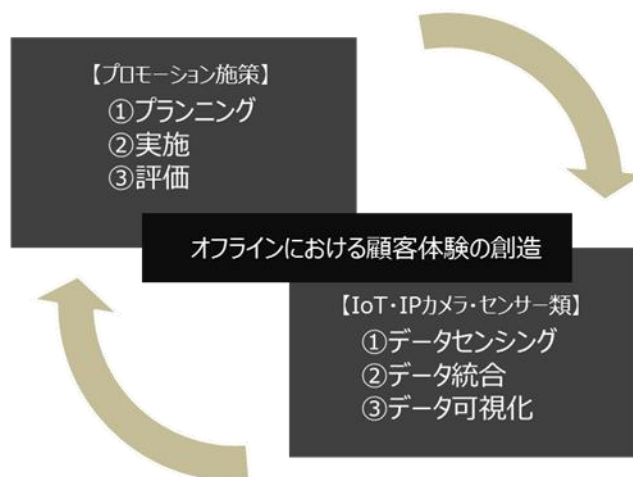 【プロモーション施策】
①プランニング
②実施
③評価
オフラインにおける顧客体験の創造
【IoT・IPカメラ・センサー類】
①データセンシング
②データ統合
③データ可視化